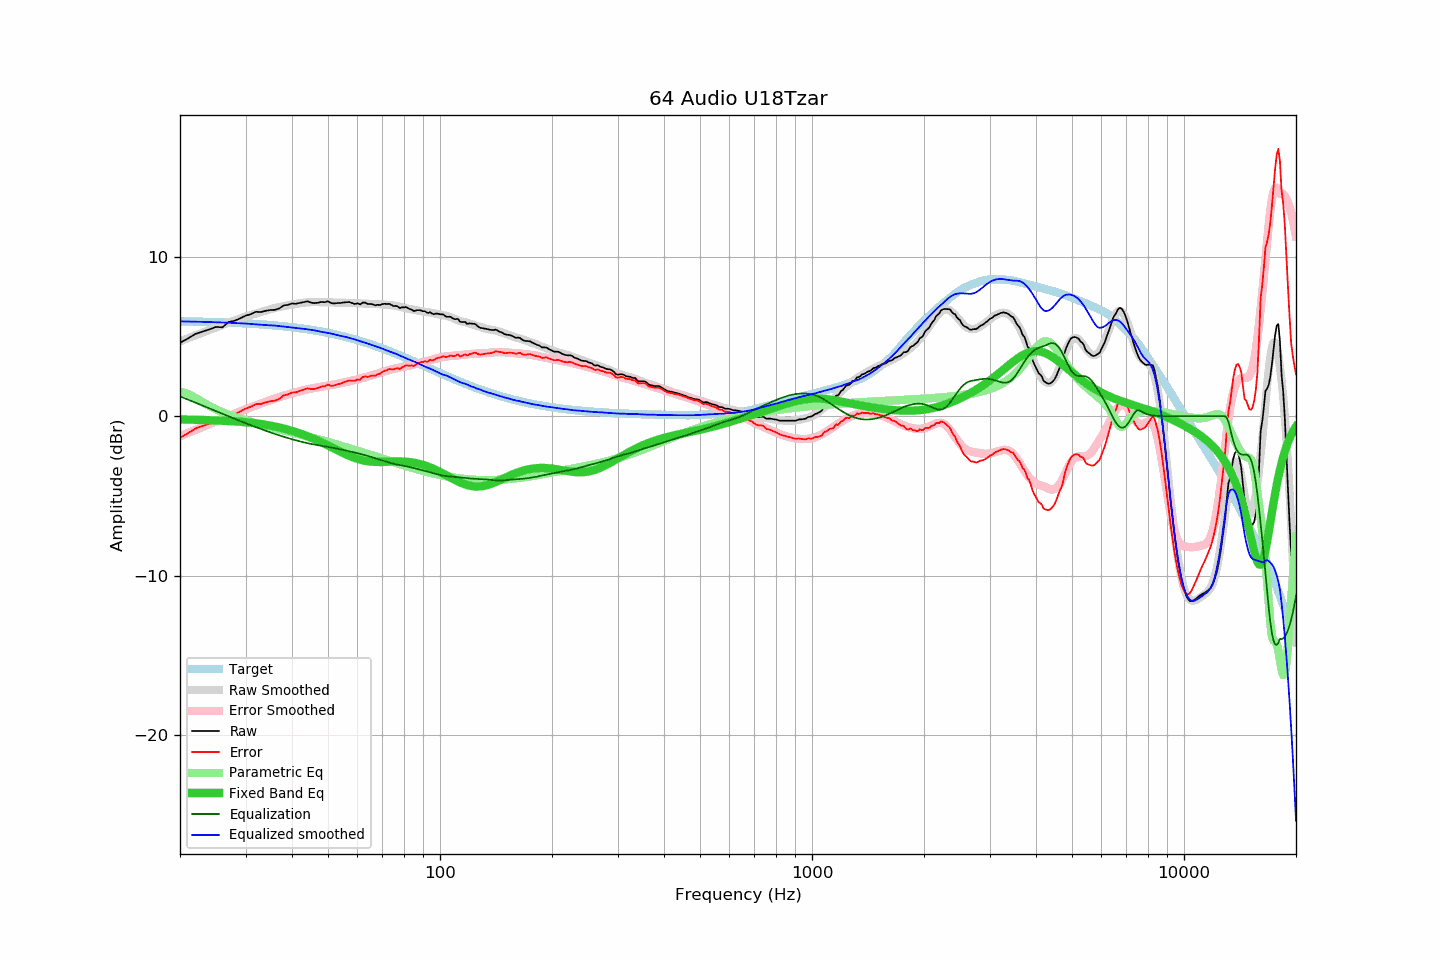 64 Audio U18Tzar
10
0
−10
−20
Amplitude (dBr)
Target
Raw Smoothed
Error Smoothed
Raw
Error
Parametric Eq
Fixed Band Eq
Equalization
Equalized smoothed
100
1000
10000
Frequency (Hz)